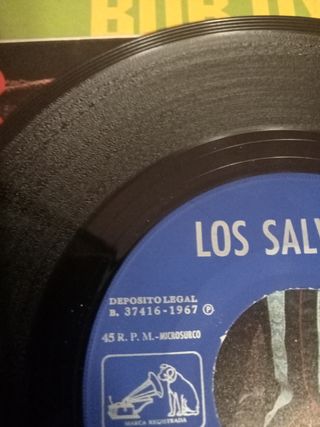 LOS SALV
DEPOSITO LEGAL
B. 37416-1967 Ⓟ
45 R. P. M.-MICROSURCO
MARCA REGISTRADA